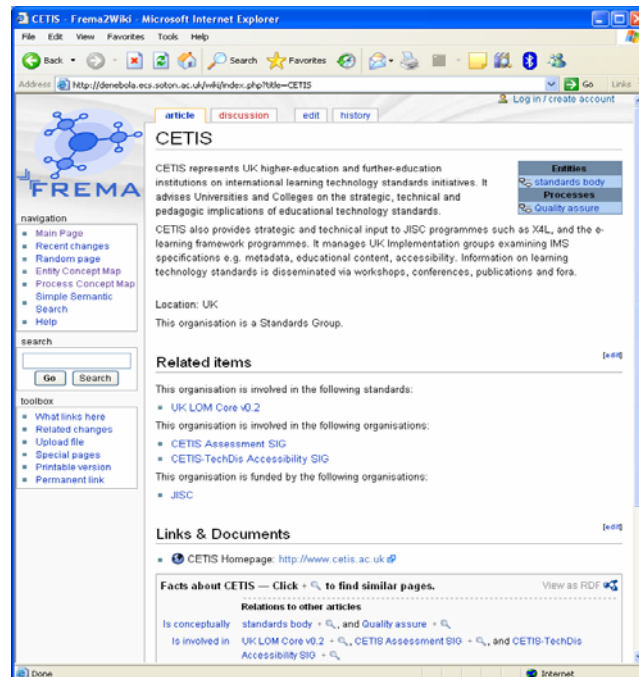 CETIS - Frema2Wiki - Microsoft Internet Explorer
File Edit View Favorites Tools Help
Back Search Favorites
Address http://denebola.ecs.soton.ac.uk/wiki/index.php?title=CETIS Go Links
Log in / create account
article discussion edit history
FREMA
navigation
Main Page
Recent changes
Random page
Entity Concept Map
Process Concept Map
Simple Semantic
Search
Help
search
Go Search
toolbox
What links here
Related changes
Upload file
Special pages
Printable version
Permanent link
CETIS
CETIS represents UK higher-education and further-education
institutions on international learning technology standards initiatives. It
advises Universities and Colleges on the strategic, technical and
pedagogic implications of educational technology standards.
Entities
standards body
Processes
Quality assure
CETIS also provides strategic and technical input to JISC programmes such as X4L, and the e-
learning framework programmes. It manages UK Implementation groups examining IMS
specifications e.g. metadata, educational content, accessibility. Information on learning
technology standards is disseminated via workshops, conferences, publications and fora.
Location: UK
This organisation is a Standards Group.
Related items [edit]
This organisation is involved in the following standards:
UK LOM Core v0.2
This organisation is involved in the following organisations:
CETIS Assessment SIG
CETIS-TechDis Accessibility SIG
This organisation is funded by the following organisations:
JISC
Links & Documents [edit]
CETIS Homepage: http://www.cetis.ac.uk
Facts about CETIS — Click + to find similar pages. View as RDF
Relations to other articles
Is conceptually standards body + , and Quality assure +
Is involved in UK LOM Core v0.2 + , CETIS Assessment SIG + , and CETIS-TechDis
Accessibility SIG +
Done Internet